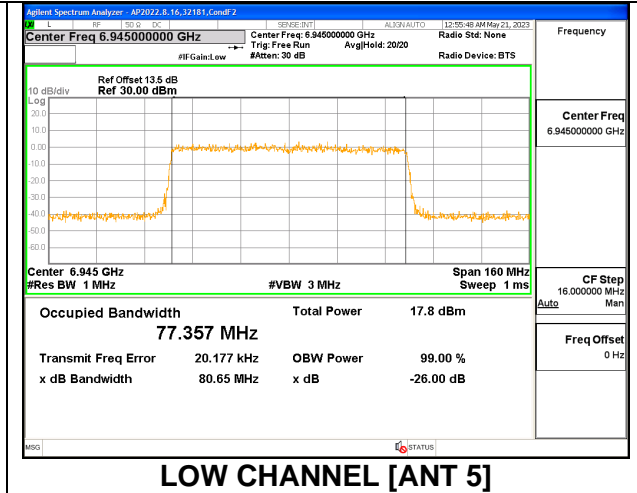 Agilent Spectrum Analyzer - AP2022.8.16,32181,CondF2
L RF 50 Ω DC SENSE:INT ALIGN AUTO 12:55:48 AM May 21, 2023
Center Freq 6.945000000 GHz
Center Freq: 6.945000000 GHz Radio Std: None
Trig: Free Run Avg|Hold: 20/20
#IFGain:Low #Atten: 30 dB Radio Device: BTS
Frequency
Ref Offset 13.5 dB
10 dB/div Ref 30.00 dBm
Log
20.0
10.0
0.00
-10.0
-20.0
-30.0
-40.0
-50.0
-60.0
Center Freq
6.945000000 GHz
Center 6.945 GHz Span 160 MHz
#Res BW 1 MHz #VBW 3 MHz Sweep 1 ms
CF Step
16.000000 MHz
Auto Man
Freq Offset
0 Hz
Occupied Bandwidth Total Power 17.8 dBm
77.357 MHz
Transmit Freq Error 20.177 kHz OBW Power 99.00 %
x dB Bandwidth 80.65 MHz x dB -26.00 dB
MSG STATUS
LOW CHANNEL [ANT 5]